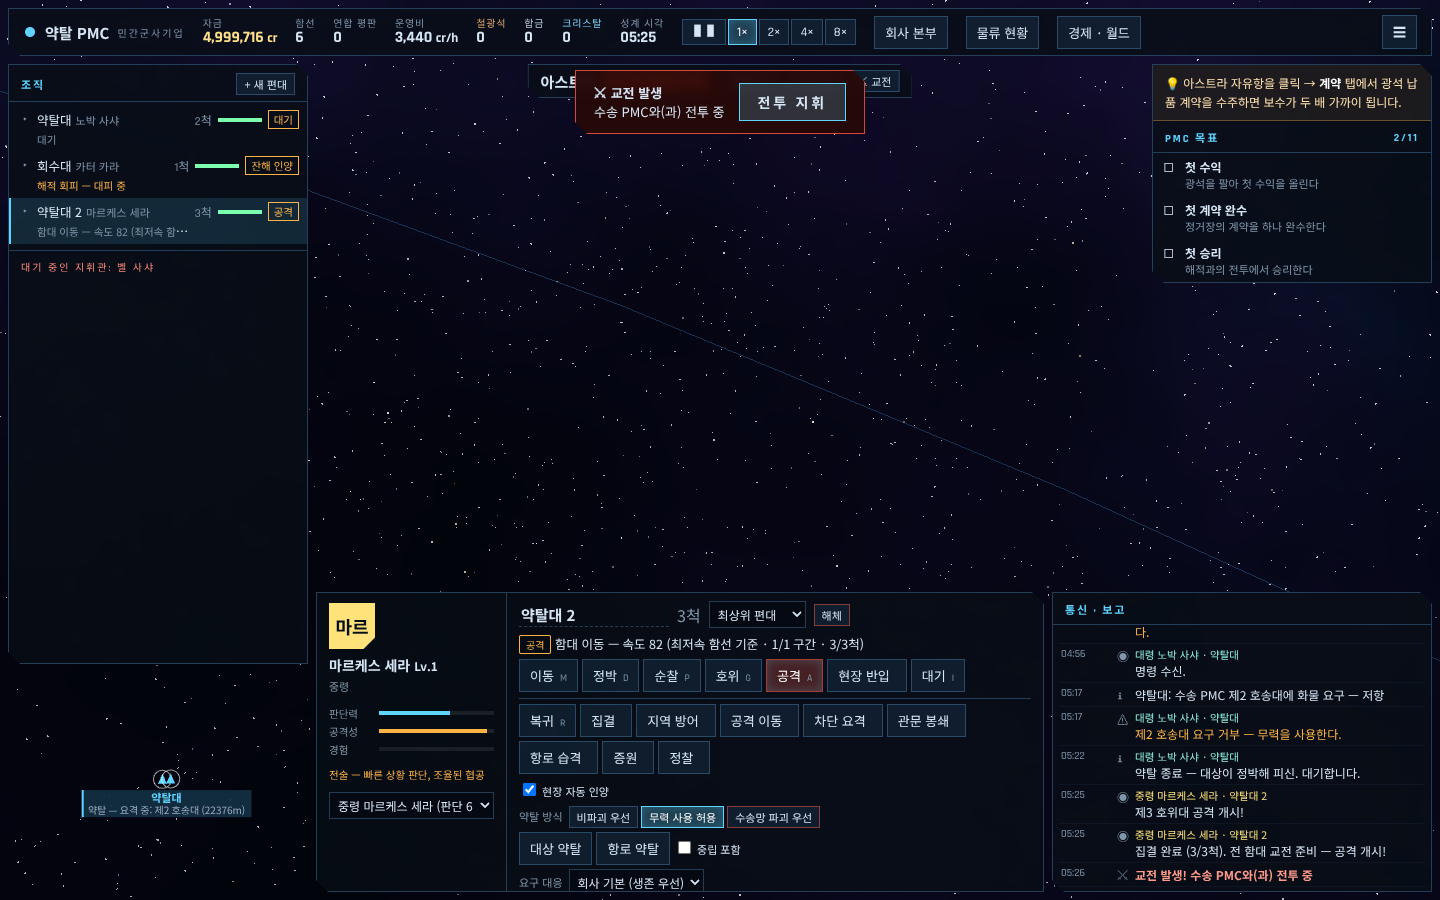 약탈 PMC 민간군사기업
자금 4,999,716 cr
함선 6
연합 평판 0
운영비 3,440 cr/h
철광석 0
합금 0
크리스탈 0
성계 시각 05:25
1× 2× 4× 8×
회사 본부 물류 현황 경제 · 월드
조직
+ 새 편대
약탈대 노박 사샤 2척 대기
대기
회수대 카터 카라 1척 잔해 인양
해적 회피 — 대피 중
약탈대 2 마르케스 세라 3척 공격
함대 이동 — 속도 82 (최저속 함…
대기 중인 지휘관: 벨 사샤
아스트
교전
교전 발생
수송 PMC와(과) 전투 중
전투 지휘
아스트라 자유항을 클릭 → 계약 탭에서 광석 납
품 계약을 수주하면 보수가 두 배 가까이 됩니다.
PMC 목표 2/11
첫 수익
광석을 팔아 첫 수익을 올린다
첫 계약 완수
정거장의 계약을 하나 완수한다
첫 승리
해적과의 전투에서 승리한다
약탈대
약탈 — 요격 중: 제2 호송대 (22376m)
마르
마르케스 세라 Lv.1
중령
판단력
공격성
경험
전술 — 빠른 상황 판단, 조율된 협공
중령 마르케스 세라 (판단 6
약탈대 2 3척 최상위 편대 해체
공격 함대 이동 — 속도 82 (최저속 함선 기준 · 1/1 구간 · 3/3척)
이동 M 정박 D 순찰 P 호위 G 공격 A 현장 반입 대기 I
복귀 R 집결 지역 방어 공격 이동 차단 요격 관문 봉쇄
항로 습격 증원 정찰
현장 자동 인양
약탈 방식 비파괴 우선 무력 사용 허용 수송망 파괴 우선
대상 약탈 항로 약탈 중립 포함
요구 대응 회사 기본 (생존 우선)
통신 · 보고
다.
04:56 대령 노박 사샤 · 약탈대
명령 수신.
05:17 약탈대: 수송 PMC 제2 호송대에 화물 요구 — 저항
05:17 대령 노박 사샤 · 약탈대
제2 호송대 요구 거부 — 무력을 사용한다.
05:22 대령 노박 사샤 · 약탈대
약탈 종료 — 대상이 정박해 피신. 대기합니다.
05:25 중령 마르케스 세라 · 약탈대 2
제3 호위대 공격 개시!
05:25 중령 마르케스 세라 · 약탈대 2
집결 완료 (3/3척). 전 함대 교전 준비 — 공격 개시!
05:26 교전 발생! 수송 PMC와(과) 전투 중